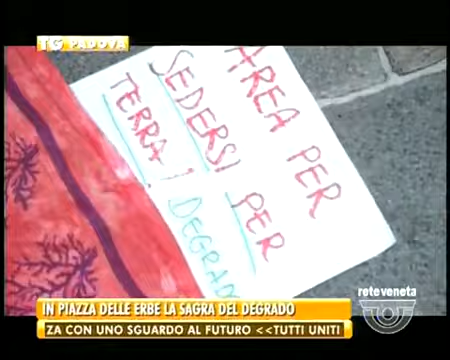 TG PADOVA
AREA PER
SEDERSI PER
TERRA!
IN PIAZZA DELLE ERBE LA SAGRA DEL DEGRADO
ZA CON UNO SGUARDO AL FUTURO <<TUTTI UNITI
reteveneta